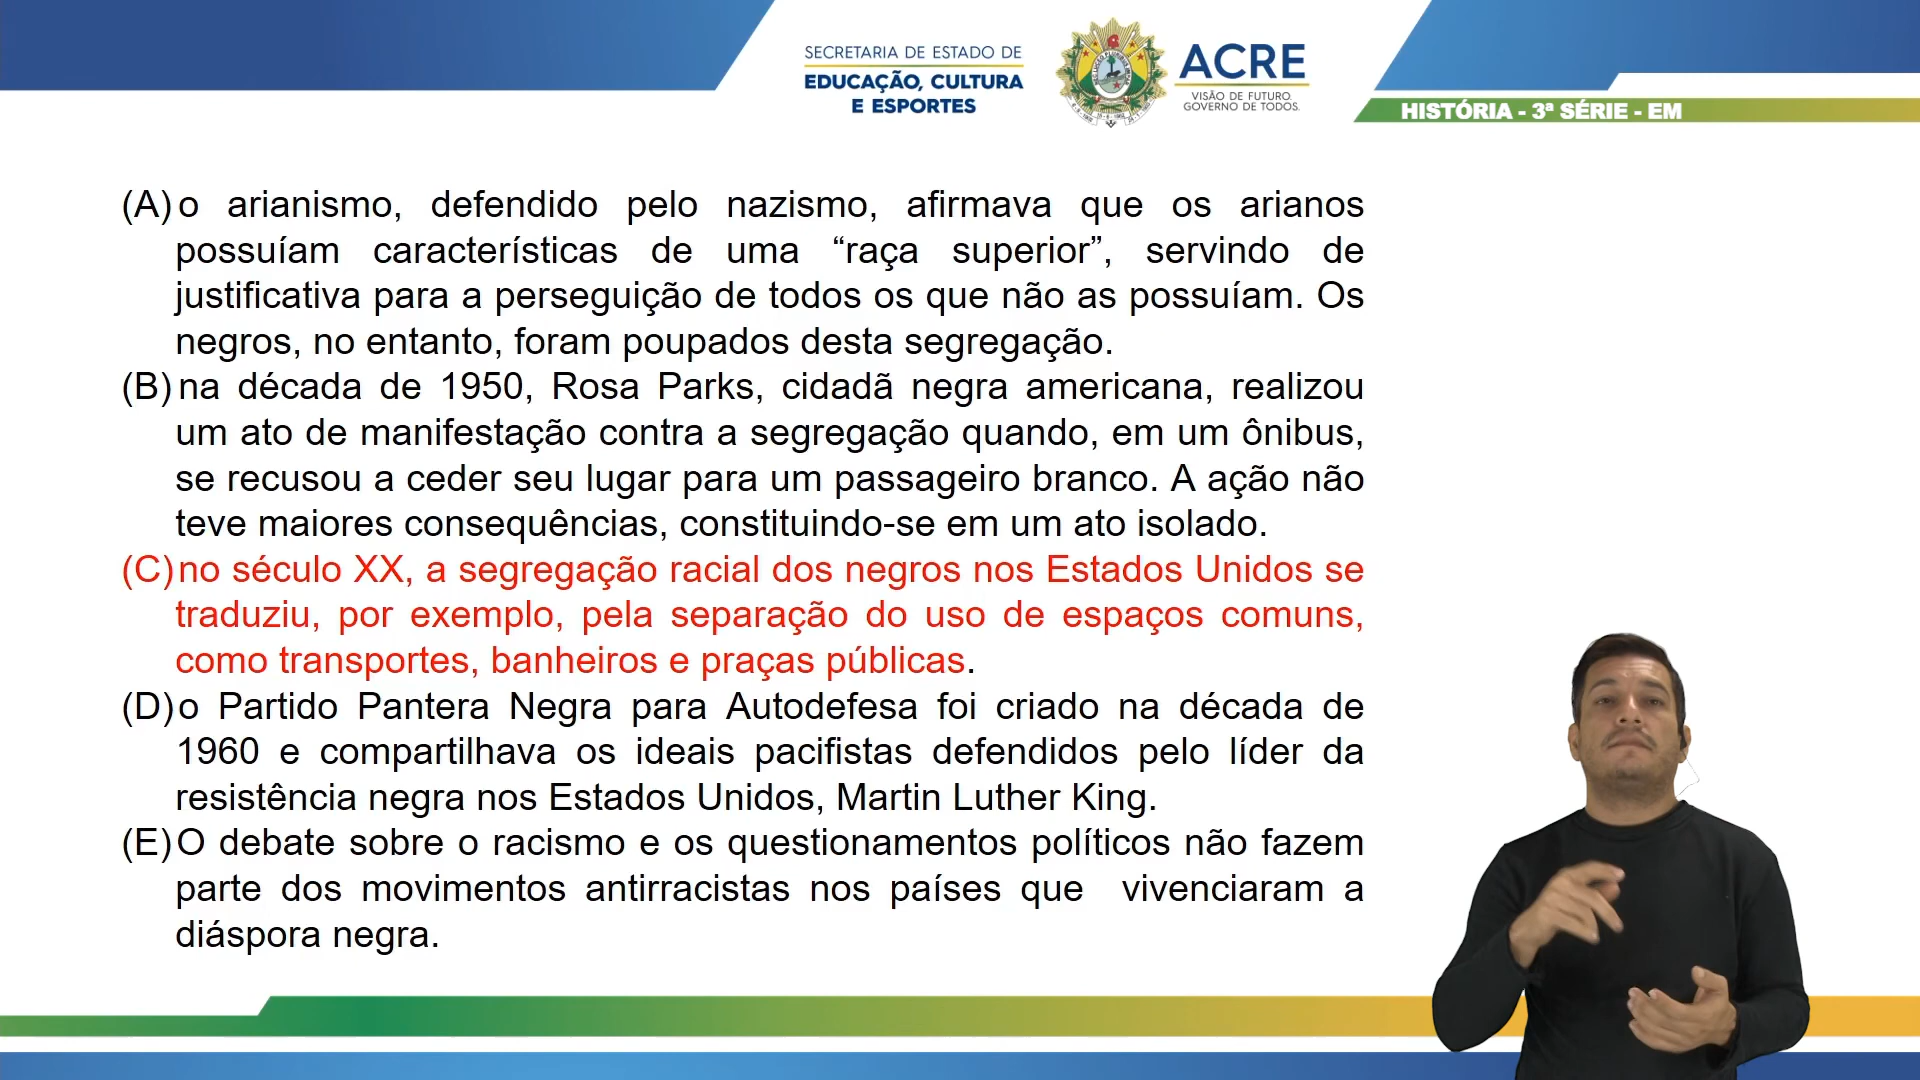 SECRETARIA DE ESTADO DE
EDUCAÇÃO, CULTURA
E ESPORTES
ACRE
VISÃO DE FUTURO.
GOVERNO DE TODOS.
HISTÓRIA - 3ª SÉRIE - EM
(A) o arianismo, defendido pelo nazismo, afirmava que os arianos
possuíam características de uma “raça superior”, servindo de
justificativa para a perseguição de todos os que não as possuíam. Os
negros, no entanto, foram poupados desta segregação.
(B) na década de 1950, Rosa Parks, cidadã negra americana, realizou
um ato de manifestação contra a segregação quando, em um ônibus,
se recusou a ceder seu lugar para um passageiro branco. A ação não
teve maiores consequências, constituindo-se em um ato isolado.
(C) no século XX, a segregação racial dos negros nos Estados Unidos se
traduziu, por exemplo, pela separação do uso de espaços comuns,
como transportes, banheiros e praças públicas.
(D) o Partido Pantera Negra para Autodefesa foi criado na década de
1960 e compartilhava os ideais pacifistas defendidos pelo líder da
resistência negra nos Estados Unidos, Martin Luther King.
(E) O debate sobre o racismo e os questionamentos políticos não fazem
parte dos movimentos antirracistas nos países que vivenciaram a
diáspora negra.